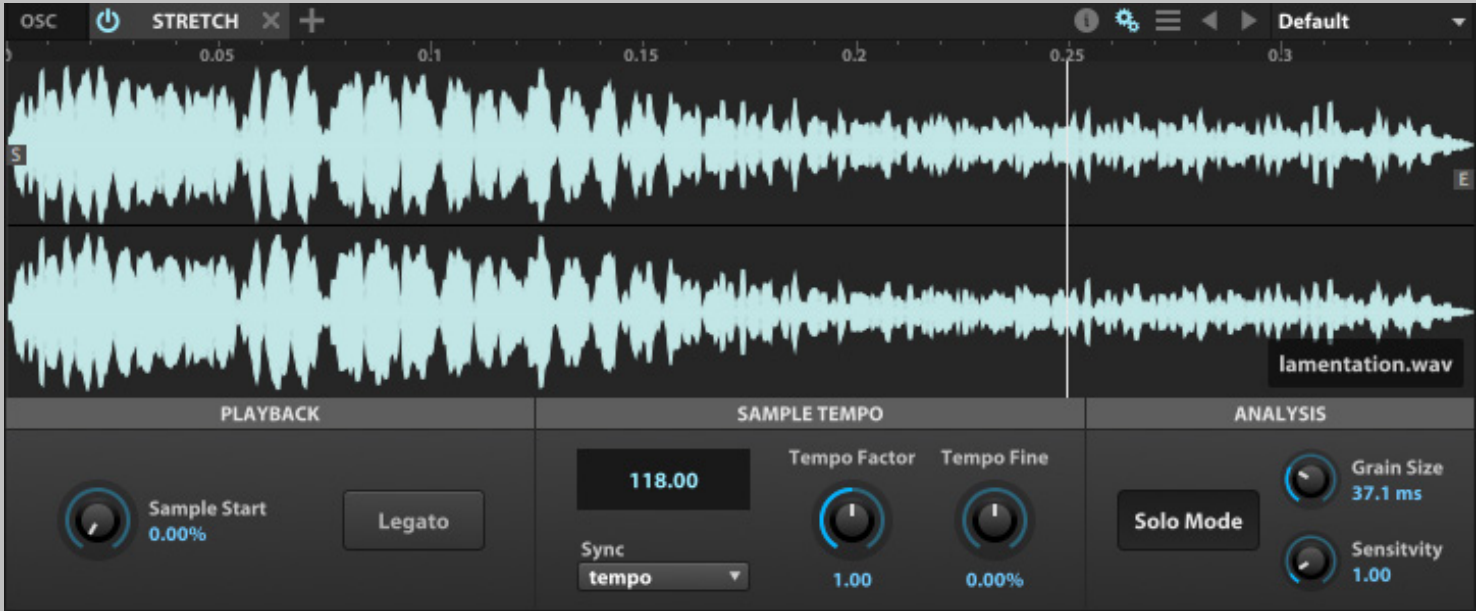 OSC STRETCH Default
0.05 0.1 0.15 0.2 0.25 0.3
S
E
lamentation.wav
PLAYBACK SAMPLE TEMPO ANALYSIS
Sample Start
0.00%
Legato
118.00
Sync
tempo
Tempo Factor
1.00
Tempo Fine
0.00%
Solo Mode
Grain Size
37.1 ms
Sensitvity
1.00